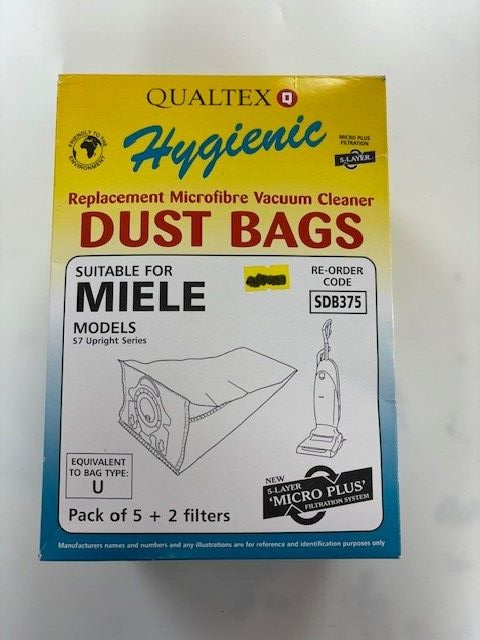 QUALTEX Q
Hygienic
FRIENDLY TO THE
ENVIRONMENT
MICRO PLUS
FILTRATION
5-LAYER
Replacement Microfibre Vacuum Cleaner
DUST BAGS
SUITABLE FOR
MIELE
MODELS
S7 Upright Series
RE-ORDER
CODE
SDB375
EQUIVALENT
TO BAG TYPE:
U
NEW
5-LAYER
'MICRO PLUS'
FILTRATION SYSTEM
Pack of 5 + 2 filters
Manufacturers names and numbers and any illustrations are for reference and identification purposes only